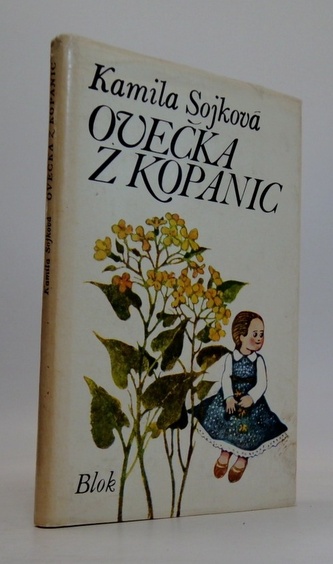 Kamila Sojková
OVEČKA
Z KOPANIC
Blok
Kamila Sojková OVEČKA Z KOPANIC